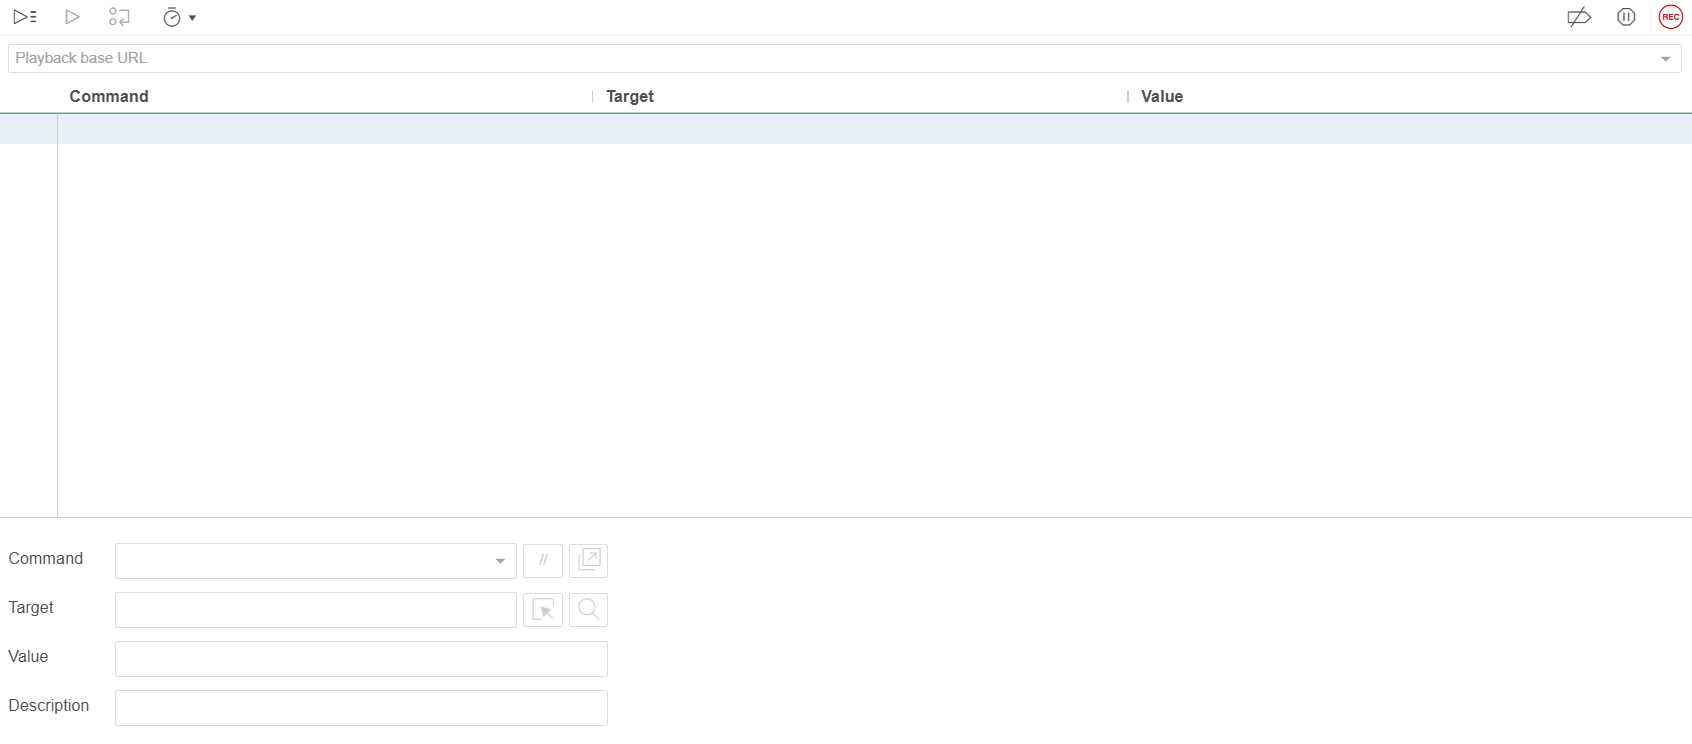 REC
Playback base URL
Command Target Value
Command //
Target
Value
Description